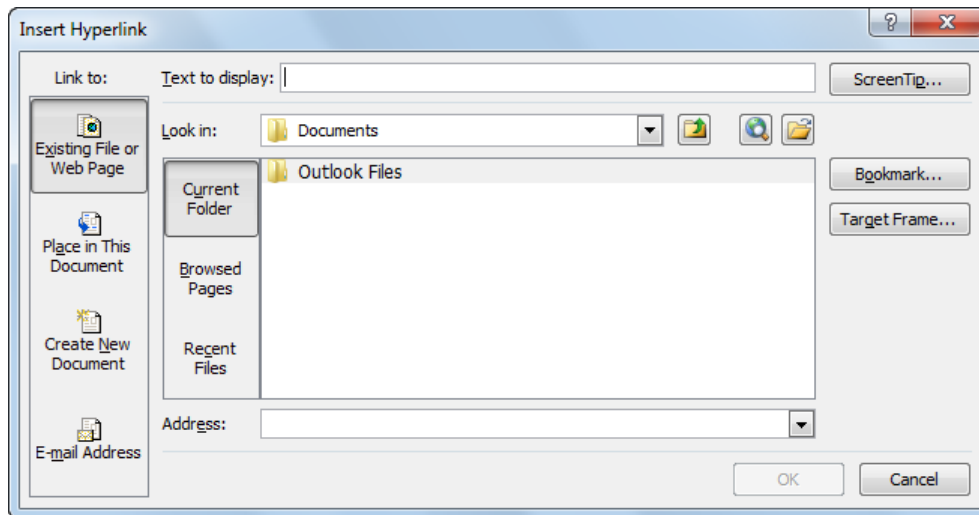 Insert Hyperlink
Link to:
Text to display:
ScreenTip...
Existing File or
Web Page
Look in:
Documents
Current
Folder
Outlook Files
Bookmark...
Target Frame...
Place in This
Document
Browsed
Pages
Create New
Document
Recent
Files
Address:
E-mail Address
OK
Cancel